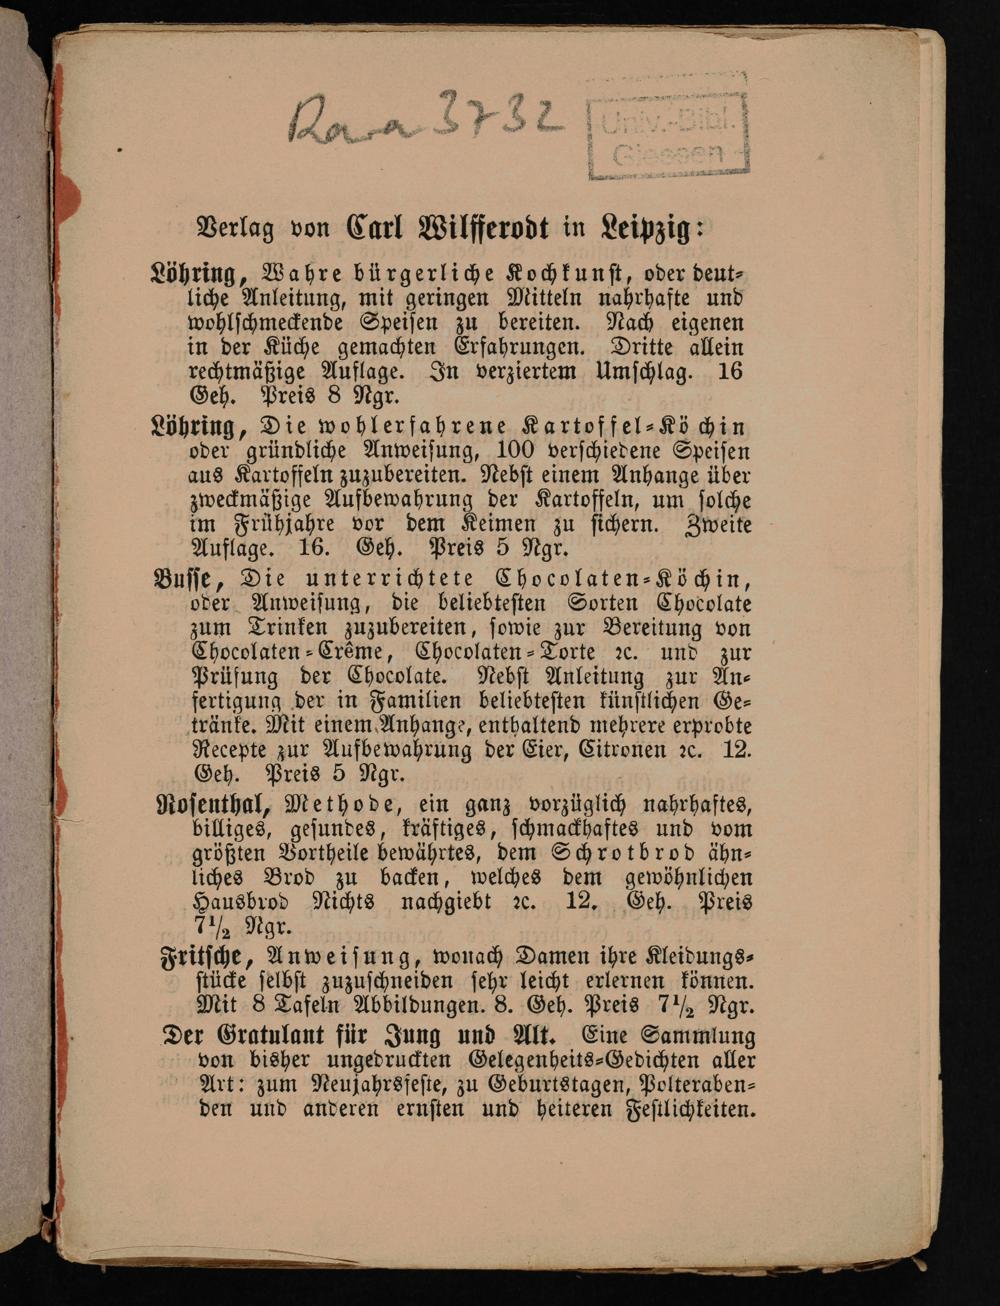 Rara 3732
Univ.-Bibl.
Giessen
Verlag von Carl Wilfferodt in Leipzig:
Löhring, Wahre bürgerliche Kochkunst, oder deut-
liche Anleitung, mit geringen Mitteln nahrhafte und
wohlschmeckende Speisen zu bereiten. Nach eigenen
in der Küche gemachten Erfahrungen. Dritte allein
rechtmäßige Auflage. In verziertem Umschlag. 16
Geh. Preis 8 Ngr.
Löhring, Die wohlerfahrene Kartoffel-Köchin
oder gründliche Anweisung, 100 verschiedene Speisen
aus Kartoffeln zuzubereiten. Nebst einem Anhange über
zweckmäßige Aufbewahrung der Kartoffeln, um solche
im Frühjahre vor dem Keimen zu sichern. Zweite
Auflage. 16. Geh. Preis 5 Ngr.
Busse, Die unterrichtete Chocolaten-Köchin,
oder Anweisung, die beliebtesten Sorten Chocolate
zum Trinken zuzubereiten, sowie zur Bereitung von
Chocolaten-Crême, Chocolaten-Torte ꝛc. und zur
Prüfung der Chocolate. Nebst Anleitung zur An-
fertigung der in Familien beliebtesten künstlichen Ge-
tränke. Mit einem Anhange, enthaltend mehrere erprobte
Recepte zur Aufbewahrung der Eier, Citronen ꝛc. 12.
Geh. Preis 5 Ngr.
Rosenthal, Methode, ein ganz vorzüglich nahrhaftes,
billiges, gesundes, kräftiges, schmackhaftes und vom
größten Vortheile bewährtes, dem Schrotbrod ähn-
liches Brod zu backen, welches dem gewöhnlichen
Hausbrod Nichts nachgiebt ꝛc. 12. Geh. Preis
7½ Ngr.
Fritsche, Anweisung, wonach Damen ihre Kleidungs-
stücke selbst zuzuschneiden sehr leicht erlernen können.
Mit 8 Tafeln Abbildungen. 8. Geh. Preis 7½ Ngr.
Der Gratulant für Jung und Alt. Eine Sammlung
von bisher ungedruckten Gelegenheits-Gedichten aller
Art: zum Neujahrsfeste, zu Geburtstagen, Polteraben-
den und anderen ernsten und heiteren Festlichkeiten.